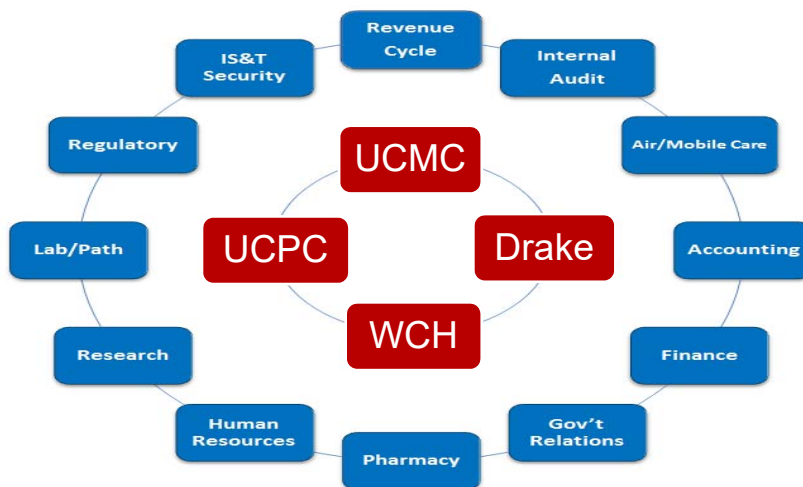 Revenue
Cycle
IS&T
Security
Internal
Audit
Regulatory
UCMC
Air/Mobile Care
Lab/Path
UCPC
Drake
Accounting
WCH
Research
Finance
Human
Resources
Gov't
Relations
Pharmacy